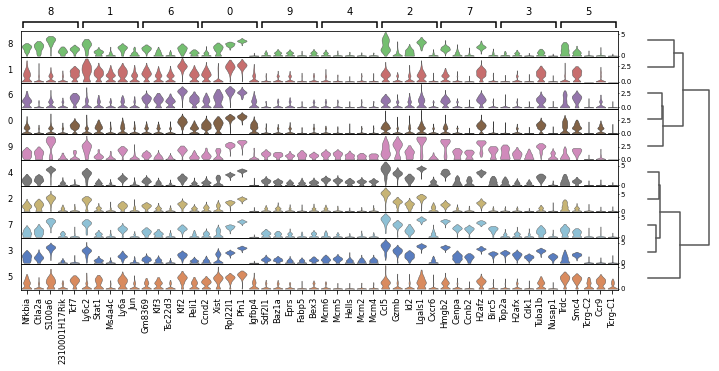 8 1 6 0 9 4 2 7 3 5
8 5 0
1 2.5 0.0
6 2.5 0.0
0 2.5 0.0
9 2.5 0.0
4 5 0
2 5 0
7 5 0
3 5 0
5 5 0
Nfkbia Ctla2a S100a6 2310001H17Rik Tcf7 Ly6c2 Stat1 Ms4a4c Ly6a Jun Gm8369 Klf3 Tsc22d3 Klf2 Peli1 Ccnd2 Xist Rpl22l1 Pfn1 Igfbp4 Sdf2l1 Baz1a Eprs Fabp5 Bex3 Mcm6 Mcm5 Hells Mcm2 Mcm4 Ccl5 Gzmb Id2 Lgals1 Cxcr6 Hmgb2 Cenpa Ccnb2 H2afz Birc5 Top2a H2afx Cdk1 Tuba1b Nusap1 Trdc Smc4 Tcrg-C2 Ccr9 Tcrg-C1